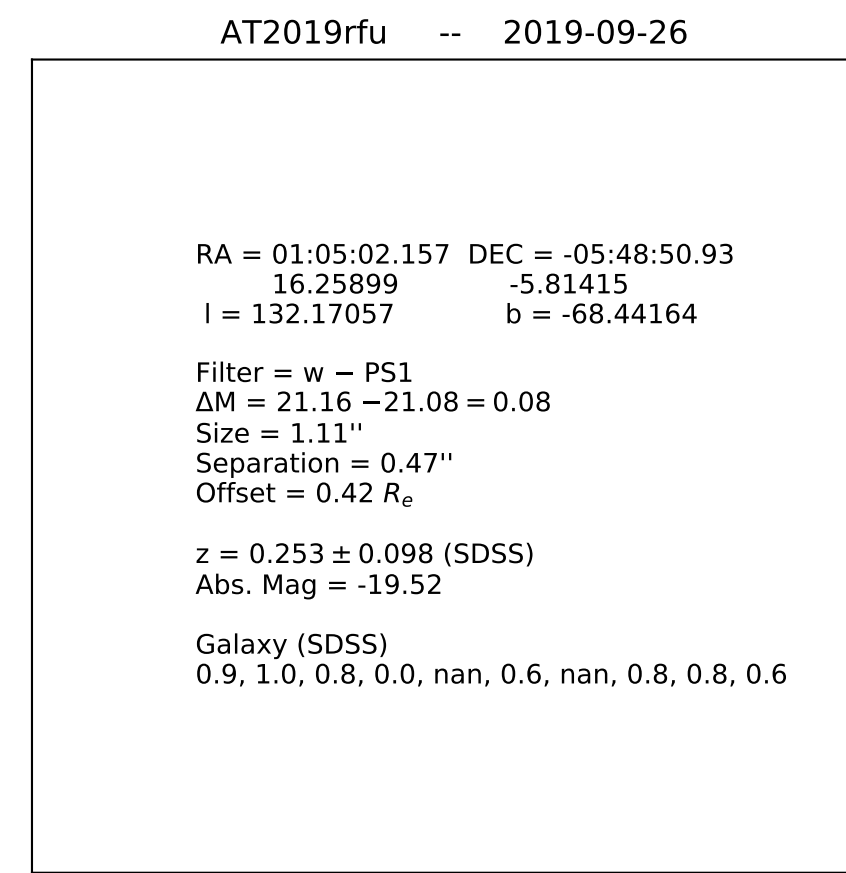 AT2019rfu -- 2019-09-26
RA = 01:05:02.157 DEC = -05:48:50.93
16.25899 -5.81415
l = 132.17057 b = -68.44164
Filter = w − PS1
ΔM = 21.16 −21.08 = 0.08
Size = 1.11''
Separation = 0.47''
Offset = 0.42 Rₑ
z = 0.253 ± 0.098 (SDSS)
Abs. Mag = -19.52
Galaxy (SDSS)
0.9, 1.0, 0.8, 0.0, nan, 0.6, nan, 0.8, 0.8, 0.6